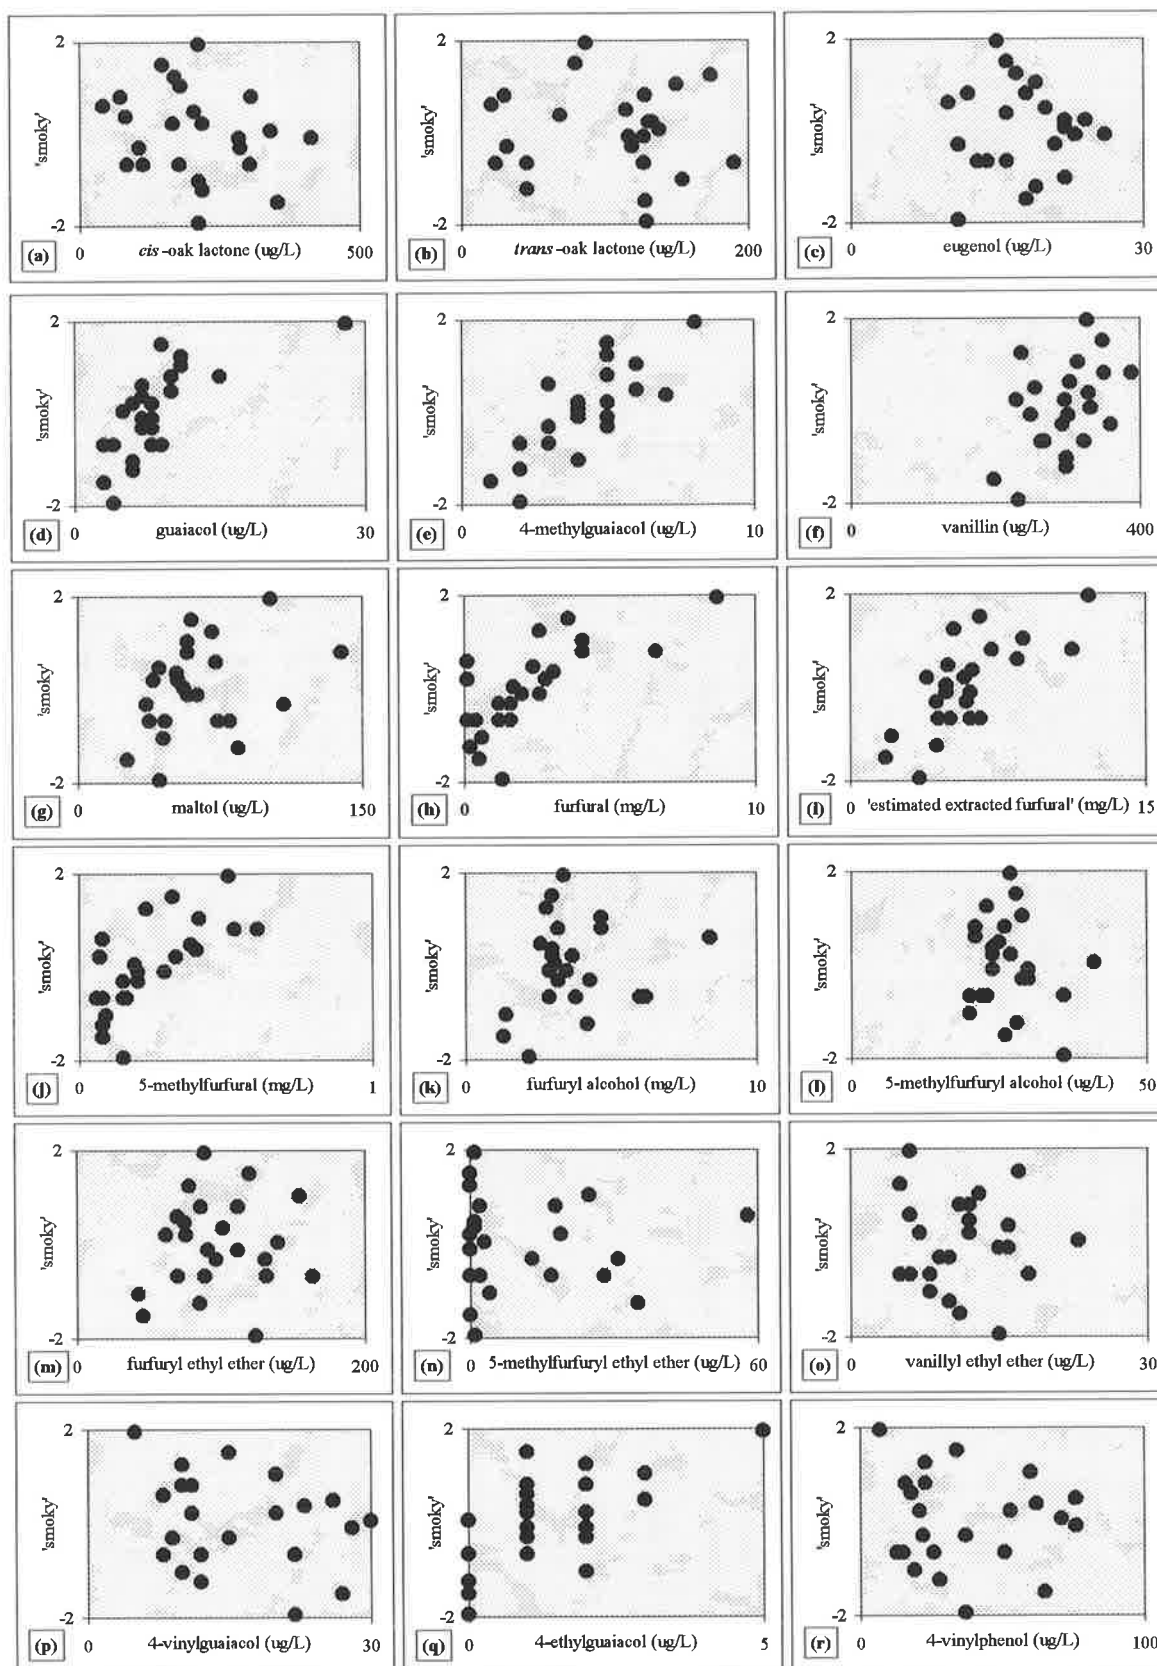 2 2 2
'smoky' 'smoky' 'smoky'
-2 -2 -2
(a) 0 cis-oak lactone (ug/L) 500 (b) 0 trans-oak lactone (ug/L) 200 (c) 0 eugenol (ug/L) 30
2 2 2
'smoky' 'smoky' 'smoky'
-2 -2 -2
(d) 0 guaiacol (ug/L) 30 (e) 0 4-methylguaiacol (ug/L) 10 (f) 0 vanillin (ug/L) 400
2 2 2
'smoky' 'smoky' 'smoky'
-2 -2 -2
(g) 0 maltol (ug/L) 150 (h) 0 furfural (mg/L) 10 (i) 0 'estimated extracted furfural' (mg/L) 15
2 2 2
'smoky' 'smoky' 'smoky'
-2 -2 -2
(j) 0 5-methylfurfural (mg/L) 1 (k) 0 furfuryl alcohol (mg/L) 10 (l) 0 5-methylfurfuryl alcohol (ug/L) 50
2 2 2
'smoky' 'smoky' 'smoky'
-2 -2 -2
(m) 0 furfuryl ethyl ether (ug/L) 200 (n) 0 5-methylfurfuryl ethyl ether (ug/L) 60 (o) 0 vanillyl ethyl ether (ug/L) 30
2 2 2
'smoky' 'smoky' 'smoky'
-2 -2 -2
(p) 0 4-vinylguaiacol (ug/L) 30 (q) 0 4-ethylguaiacol (ug/L) 5 (r) 0 4-vinylphenol (ug/L) 100